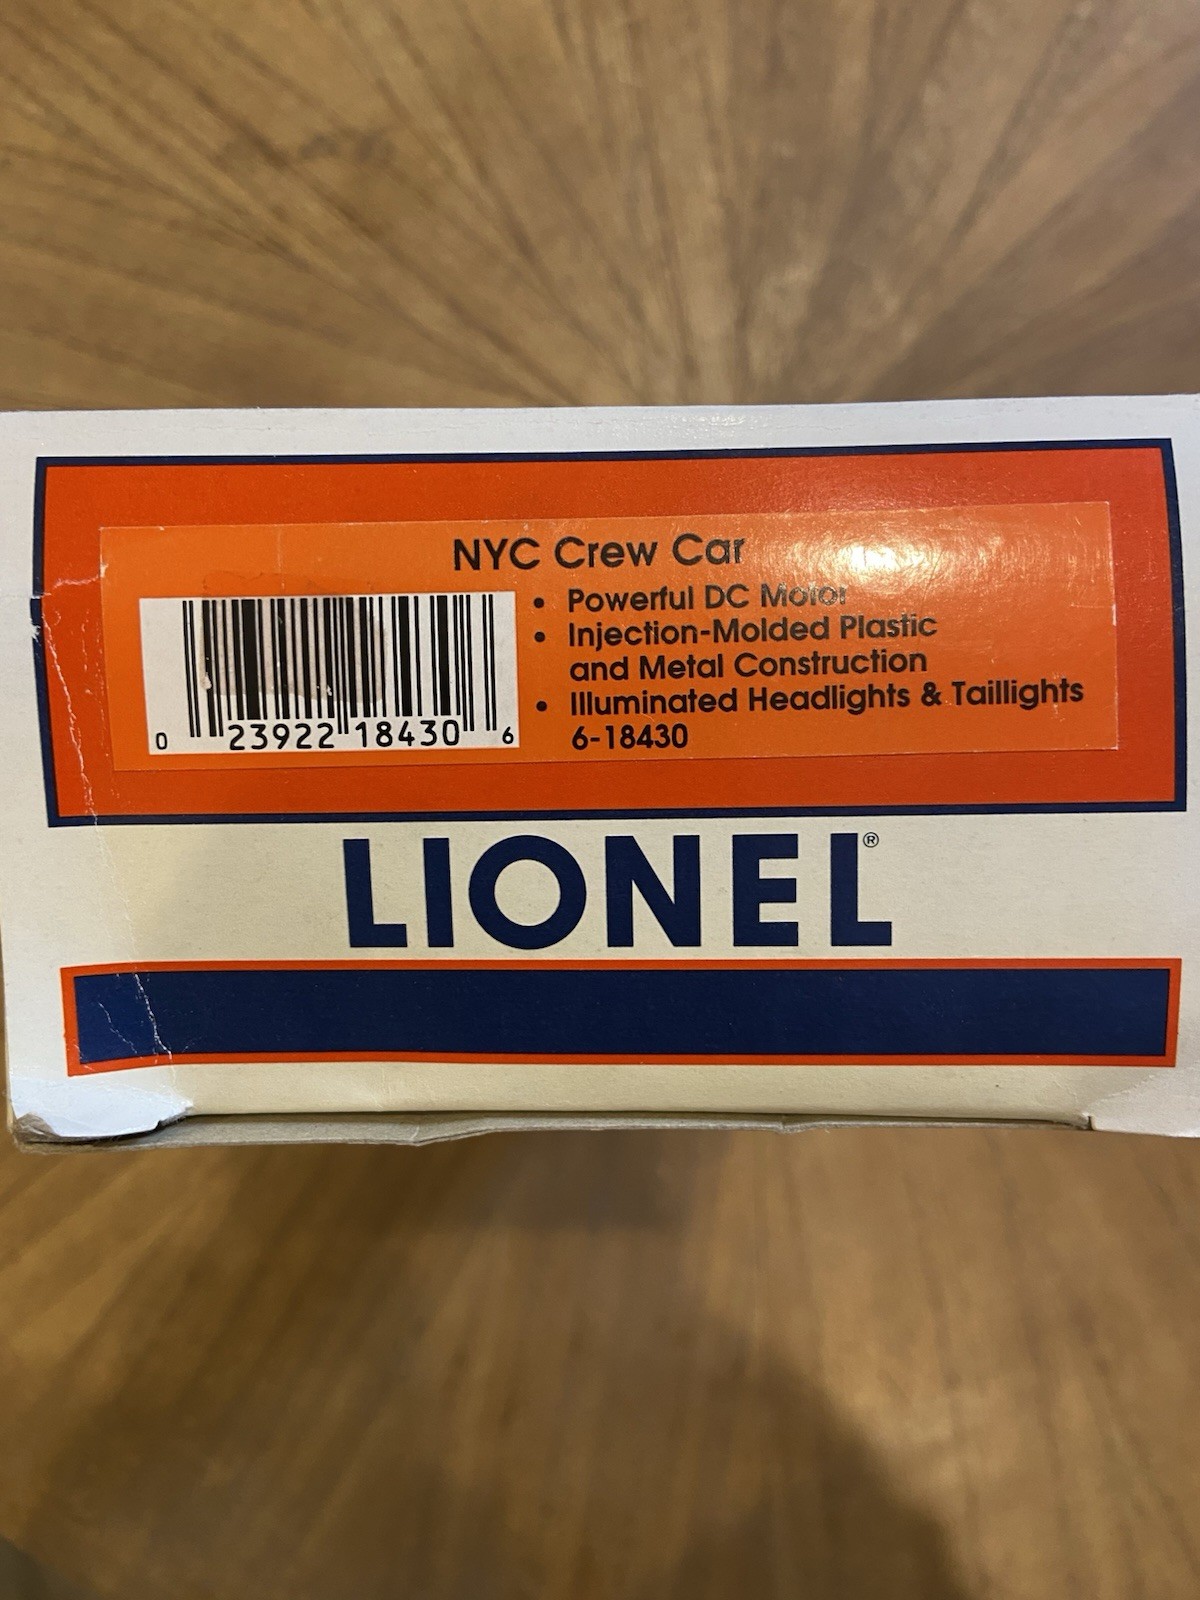 NYC Crew Car
• Powerful DC Motor
• Injection-Molded Plastic
and Metal Construction
• Illuminated Headlights & Taillights
6-18430
0 23922 18430 6
LIONEL®